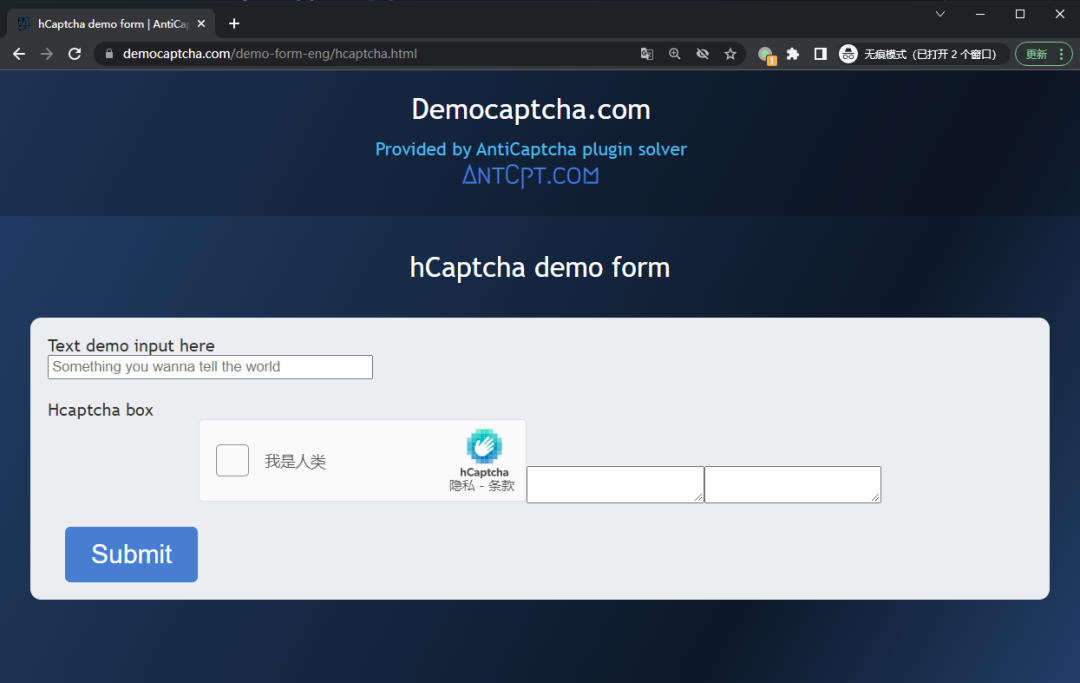 hCaptcha demo form | AntiCap
democaptcha.com/demo-form-eng/hcaptcha.html
1
无痕模式（已打开 2 个窗口）
更新
Democaptcha.com
Provided by AntiCaptcha plugin solver
ANTCPT.COM
hCaptcha demo form
Text demo input here
Something you wanna tell the world
Hcaptcha box
我是人类
hCaptcha
隐私 - 条款
Submit